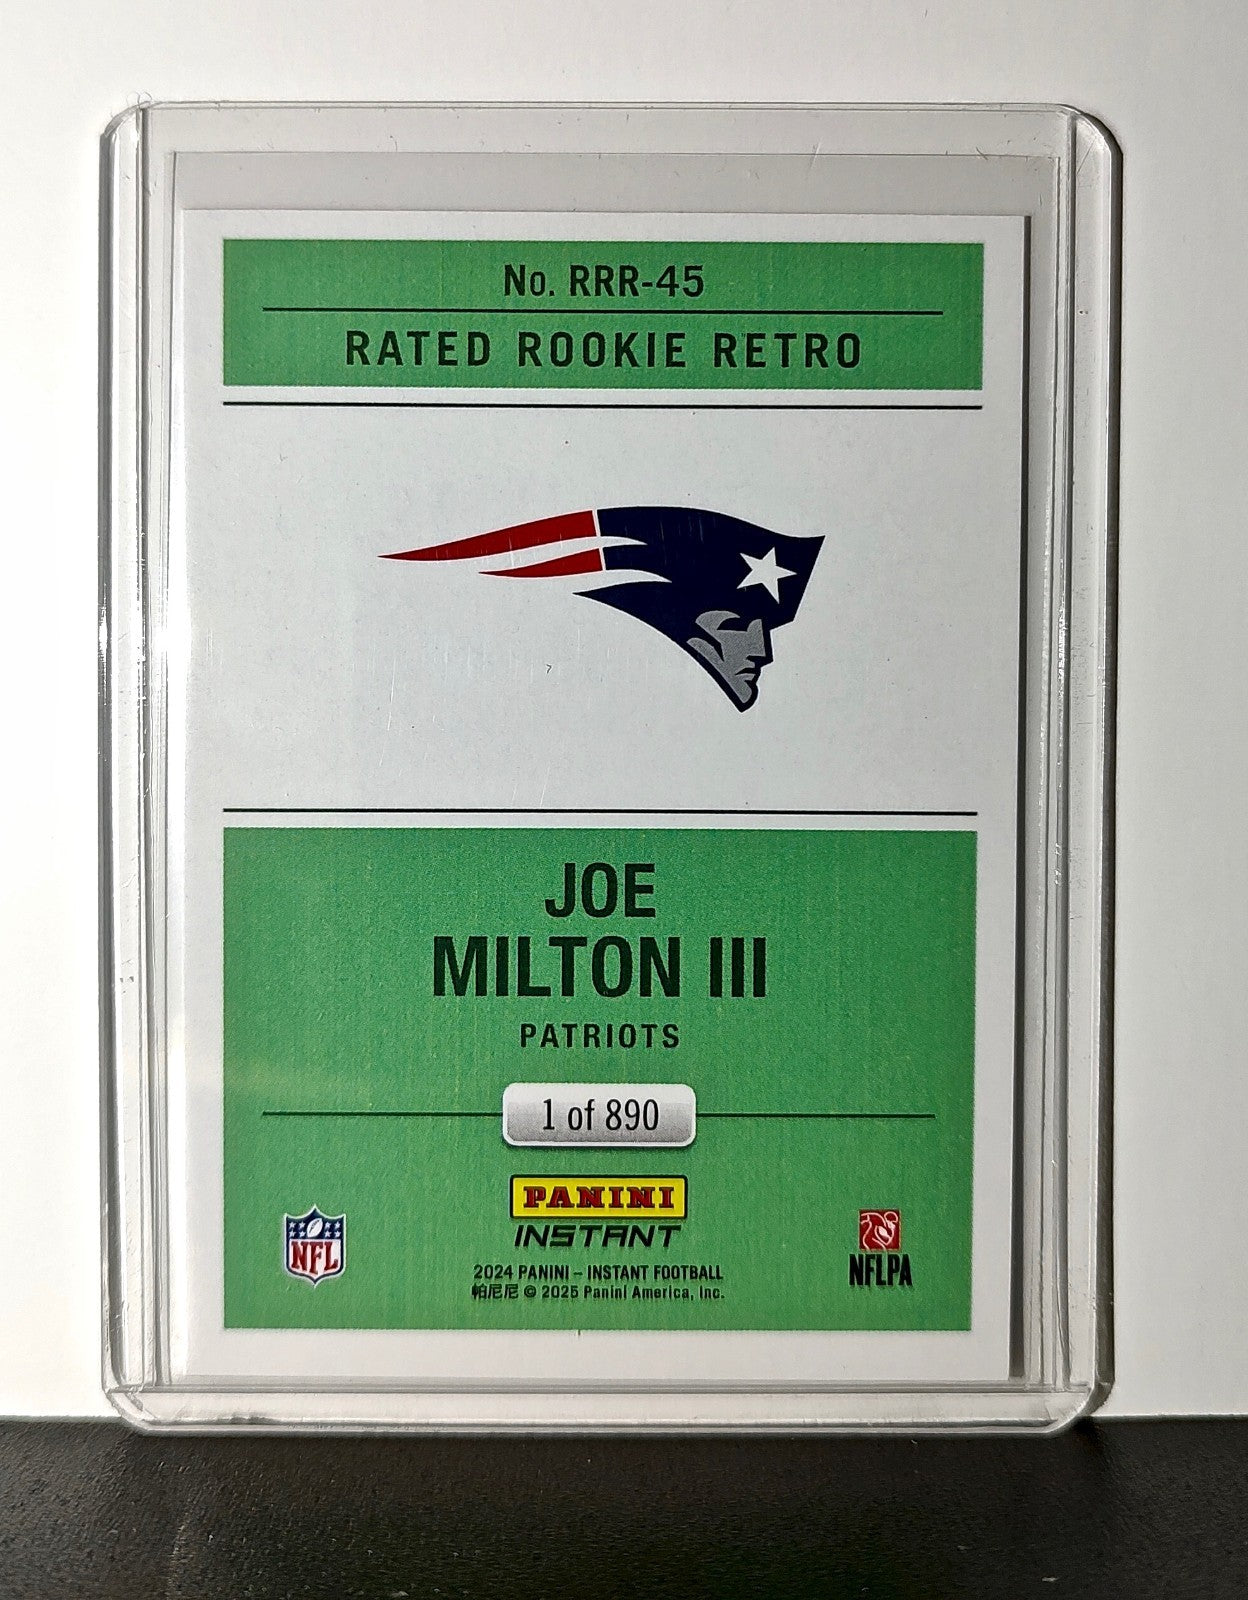 No. RRR-45
RATED ROOKIE RETRO
JOE
MILTON III
PATRIOTS
1 of 890
PANINI
INSTANT
NFL
NFLPA
2024 PANINI – INSTANT FOOTBALL
帕尼尼 © 2025 Panini America, Inc.